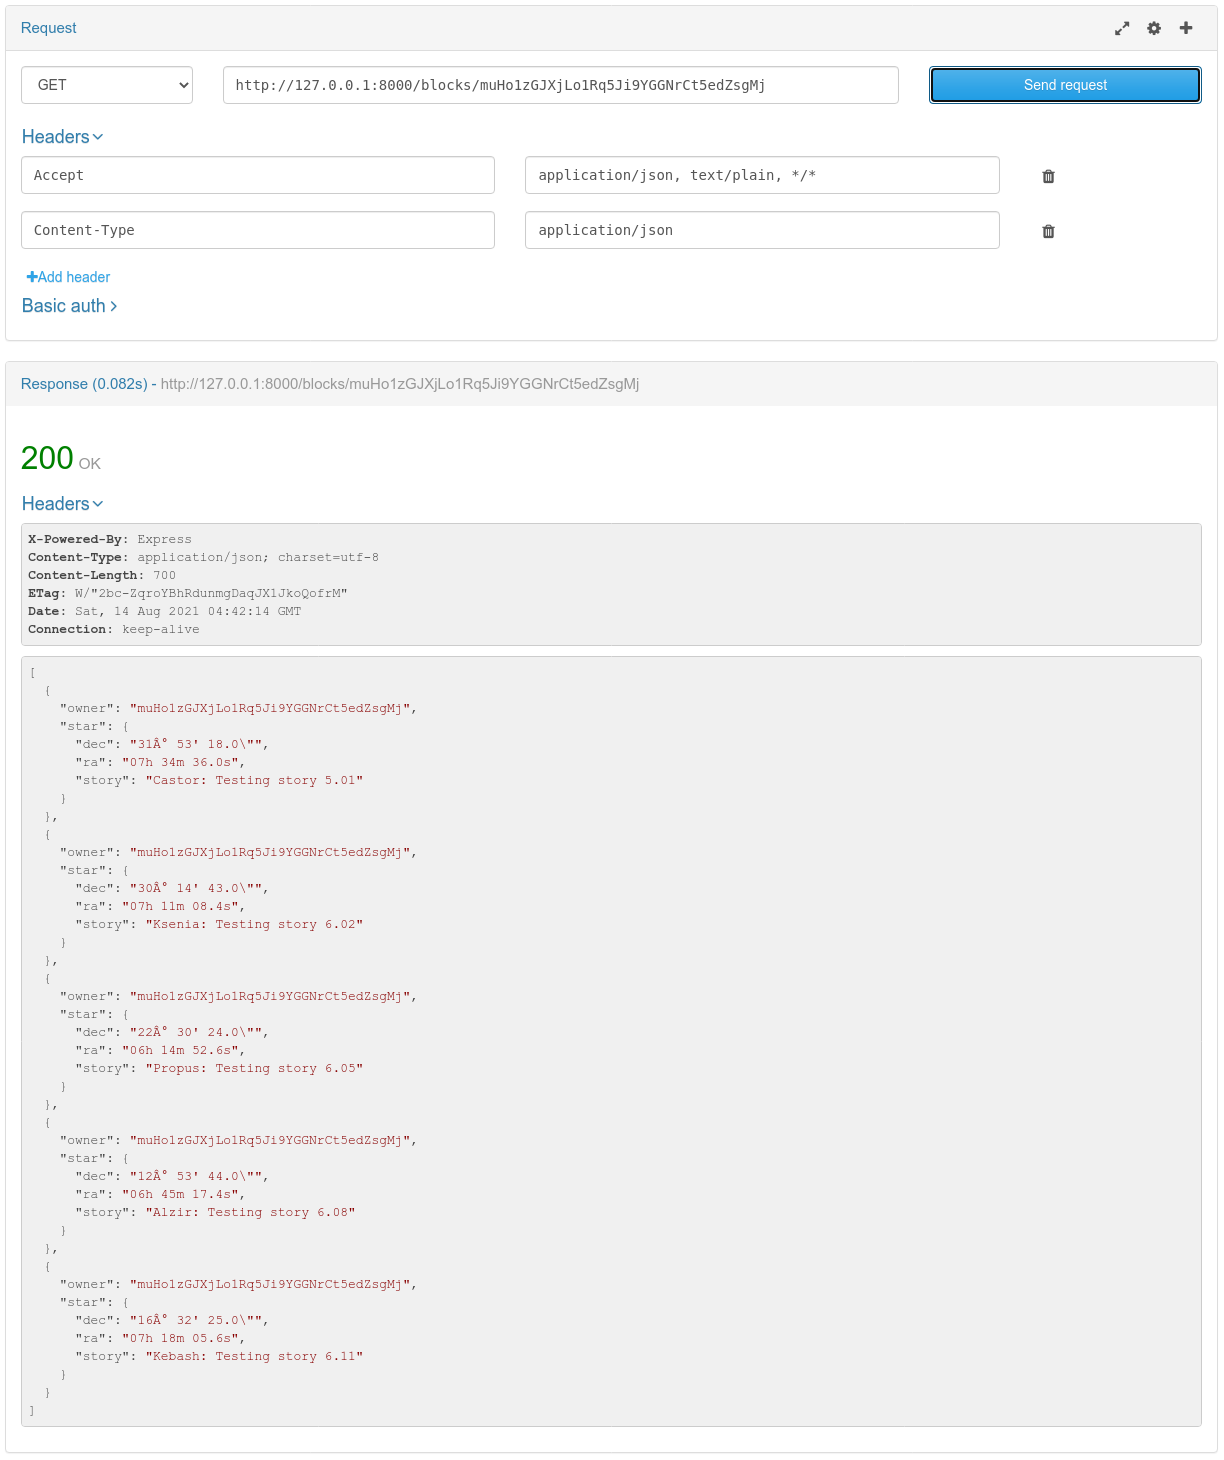 Request
GET
http://127.0.0.1:8000/blocks/muHo1zGJXjLo1Rq5Ji9YGGNrCt5edZsgMj
Send request
Headers
Accept
application/json, text/plain, */*
Content-Type
application/json
Add header
Basic auth
Response (0.082s) - http://127.0.0.1:8000/blocks/muHo1zGJXjLo1Rq5Ji9YGGNrCt5edZsgMj
200 OK
Headers
X-Powered-By: Express
Content-Type: application/json; charset=utf-8
Content-Length: 700
ETag: W/"2bc-ZqroYBhRdunmgDaqJX1JkoQofrM"
Date: Sat, 14 Aug 2021 04:42:14 GMT
Connection: keep-alive
[
  {
    "owner": "muHo1zGJXjLo1Rq5Ji9YGGNrCt5edZsgMj",
    "star": {
      "dec": "31Â° 53' 18.0\"",
      "ra": "07h 34m 36.0s",
      "story": "Castor: Testing story 5.01"
    }
  },
  {
    "owner": "muHo1zGJXjLo1Rq5Ji9YGGNrCt5edZsgMj",
    "star": {
      "dec": "30Â° 14' 43.0\"",
      "ra": "07h 11m 08.4s",
      "story": "Ksenia: Testing story 6.02"
    }
  },
  {
    "owner": "muHo1zGJXjLo1Rq5Ji9YGGNrCt5edZsgMj",
    "star": {
      "dec": "22Â° 30' 24.0\"",
      "ra": "06h 14m 52.6s",
      "story": "Propus: Testing story 6.05"
    }
  },
  {
    "owner": "muHo1zGJXjLo1Rq5Ji9YGGNrCt5edZsgMj",
    "star": {
      "dec": "12Â° 53' 44.0\"",
      "ra": "06h 45m 17.4s",
      "story": "Alzir: Testing story 6.08"
    }
  },
  {
    "owner": "muHo1zGJXjLo1Rq5Ji9YGGNrCt5edZsgMj",
    "star": {
      "dec": "16Â° 32' 25.0\"",
      "ra": "07h 18m 05.6s",
      "story": "Kebash: Testing story 6.11"
    }
  }
]